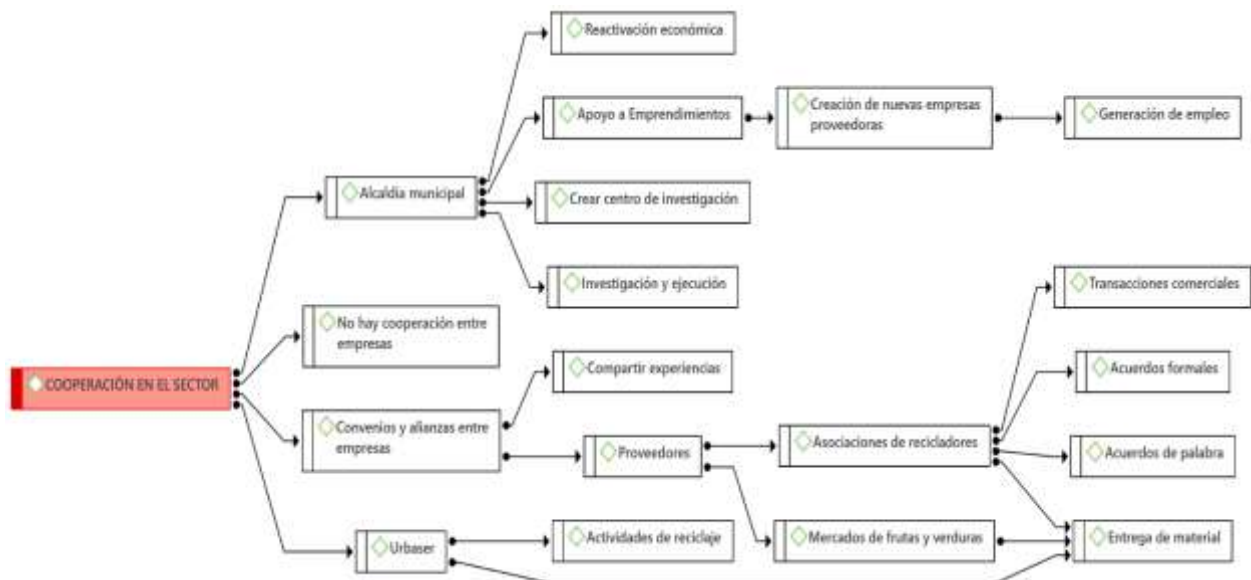 Reactivación económica
Apoyo a Emprendimientos
Creación de nuevas empresas
proveedoras
Generación de empleo
Alcaldía municipal
Crear centro de investigación
Investigación y ejecución
Transacciones comerciales
No hay cooperación entre
empresas
Compartir experiencias
Acuerdos formales
COOPERACIÓN EN EL SECTOR
Convenios y alianzas entre
empresas
Proveedores
Asociaciones de recicladores
Acuerdos de palabra
Urbaser
Actividades de reciclaje
Mercados de frutas y verduras
Entrega de material